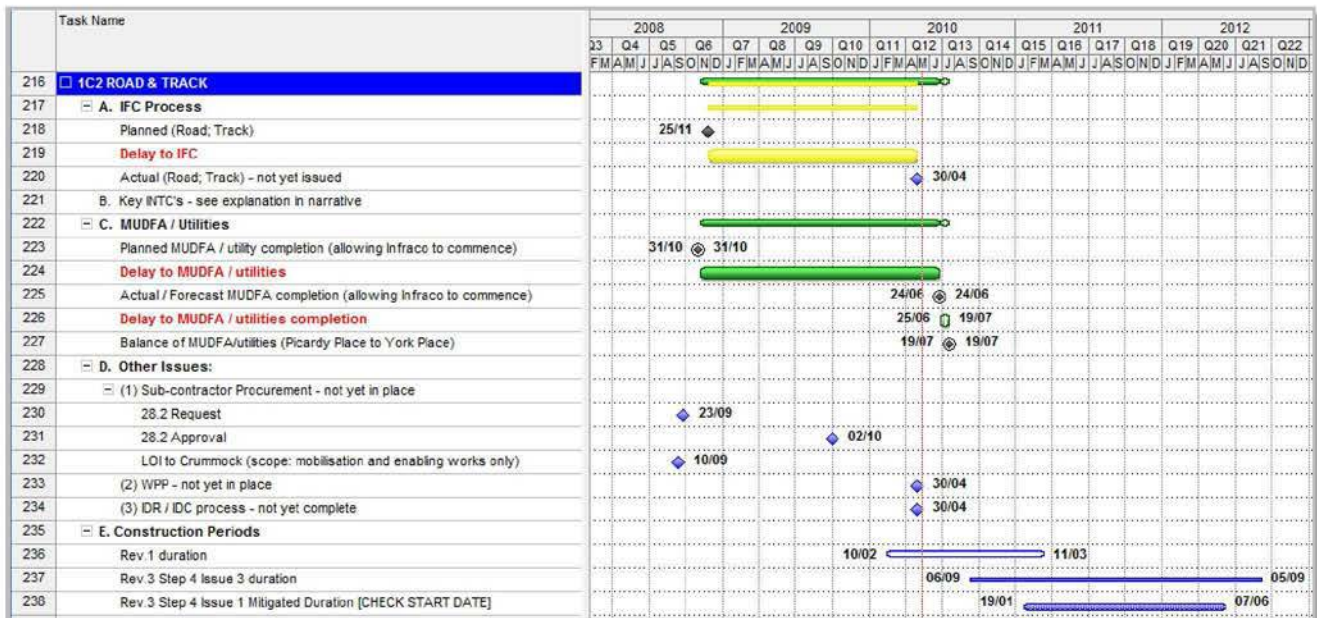 Task Name
2008 2009 2010 2011 2012
Q3 Q4 Q5 Q6 Q7 Q8 Q9 Q10 Q11 Q12 Q13 Q14 Q15 Q16 Q17 Q18 Q19 Q20 Q21 Q22
F M A M J J A S O N D J F M A M J J A S O N D J F M A M J J A S O N D J F M A M J J A S O N D J F M A M J J A S O N D
216 1C2 ROAD & TRACK
217 A. IFC Process
218 Planned (Road; Track) 25/11
219 Delay to IFC
220 Actual (Road; Track) - not yet issued 30/04
221 B. Key INTC's - see explanation in narrative
222 C. MUDFA / Utilities
223 Planned MUDFA / utility completion (allowing Infraco to commence) 31/10 31/10
224 Delay to MUDFA / utilities
225 Actual / Forecast MUDFA completion (allowing Infraco to commence) 24/06 24/06
226 Delay to MUDFA / utilities completion 25/06 19/07
227 Balance of MUDFA/utilities (Picardy Place to York Place) 19/07 19/07
228 D. Other Issues:
229 (1) Sub-contractor Procurement - not yet in place
230 28.2 Request 23/09
231 28.2 Approval 02/10
232 LOI to Crummock (scope: mobilisation and enabling works only) 10/09
233 (2) WPP - not yet in place 30/04
234 (3) IDR / IDC process - not yet complete 30/04
235 E. Construction Periods
236 Rev.1 duration 10/02 11/03
237 Rev.3 Step 4 Issue 3 duration 06/09 05/09
238 Rev.3 Step 4 Issue 1 Mitigated Duration [CHECK START DATE] 19/01 07/06